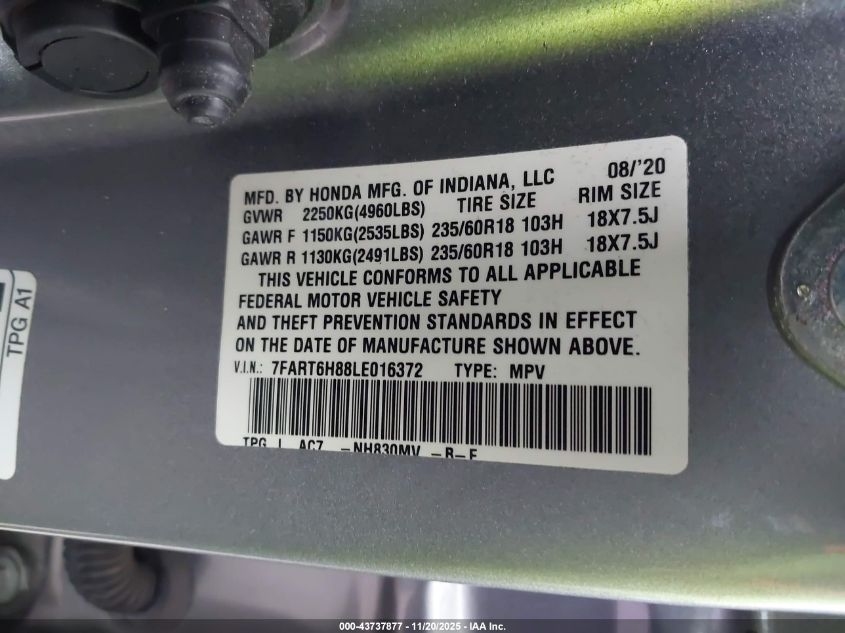 MFD. BY HONDA MFG. OF INDIANA, LLC 08/'20
GVWR 2250KG(4960LBS) TIRE SIZE RIM SIZE
GAWR F 1150KG(2535LBS) 235/60R18 103H 18X7.5J
GAWR R 1130KG(2491LBS) 235/60R18 103H 18X7.5J
THIS VEHICLE CONFORMS TO ALL APPLICABLE
FEDERAL MOTOR VEHICLE SAFETY
AND THEFT PREVENTION STANDARDS IN EFFECT
ON THE DATE OF MANUFACTURE SHOWN ABOVE.
V.I.N.: 7FART6H88LE016372 TYPE: MPV
TPG L AC7 -NH830MV -B-F
TPG A1
000-43737877 - 11/20/2025 - IAA Inc.